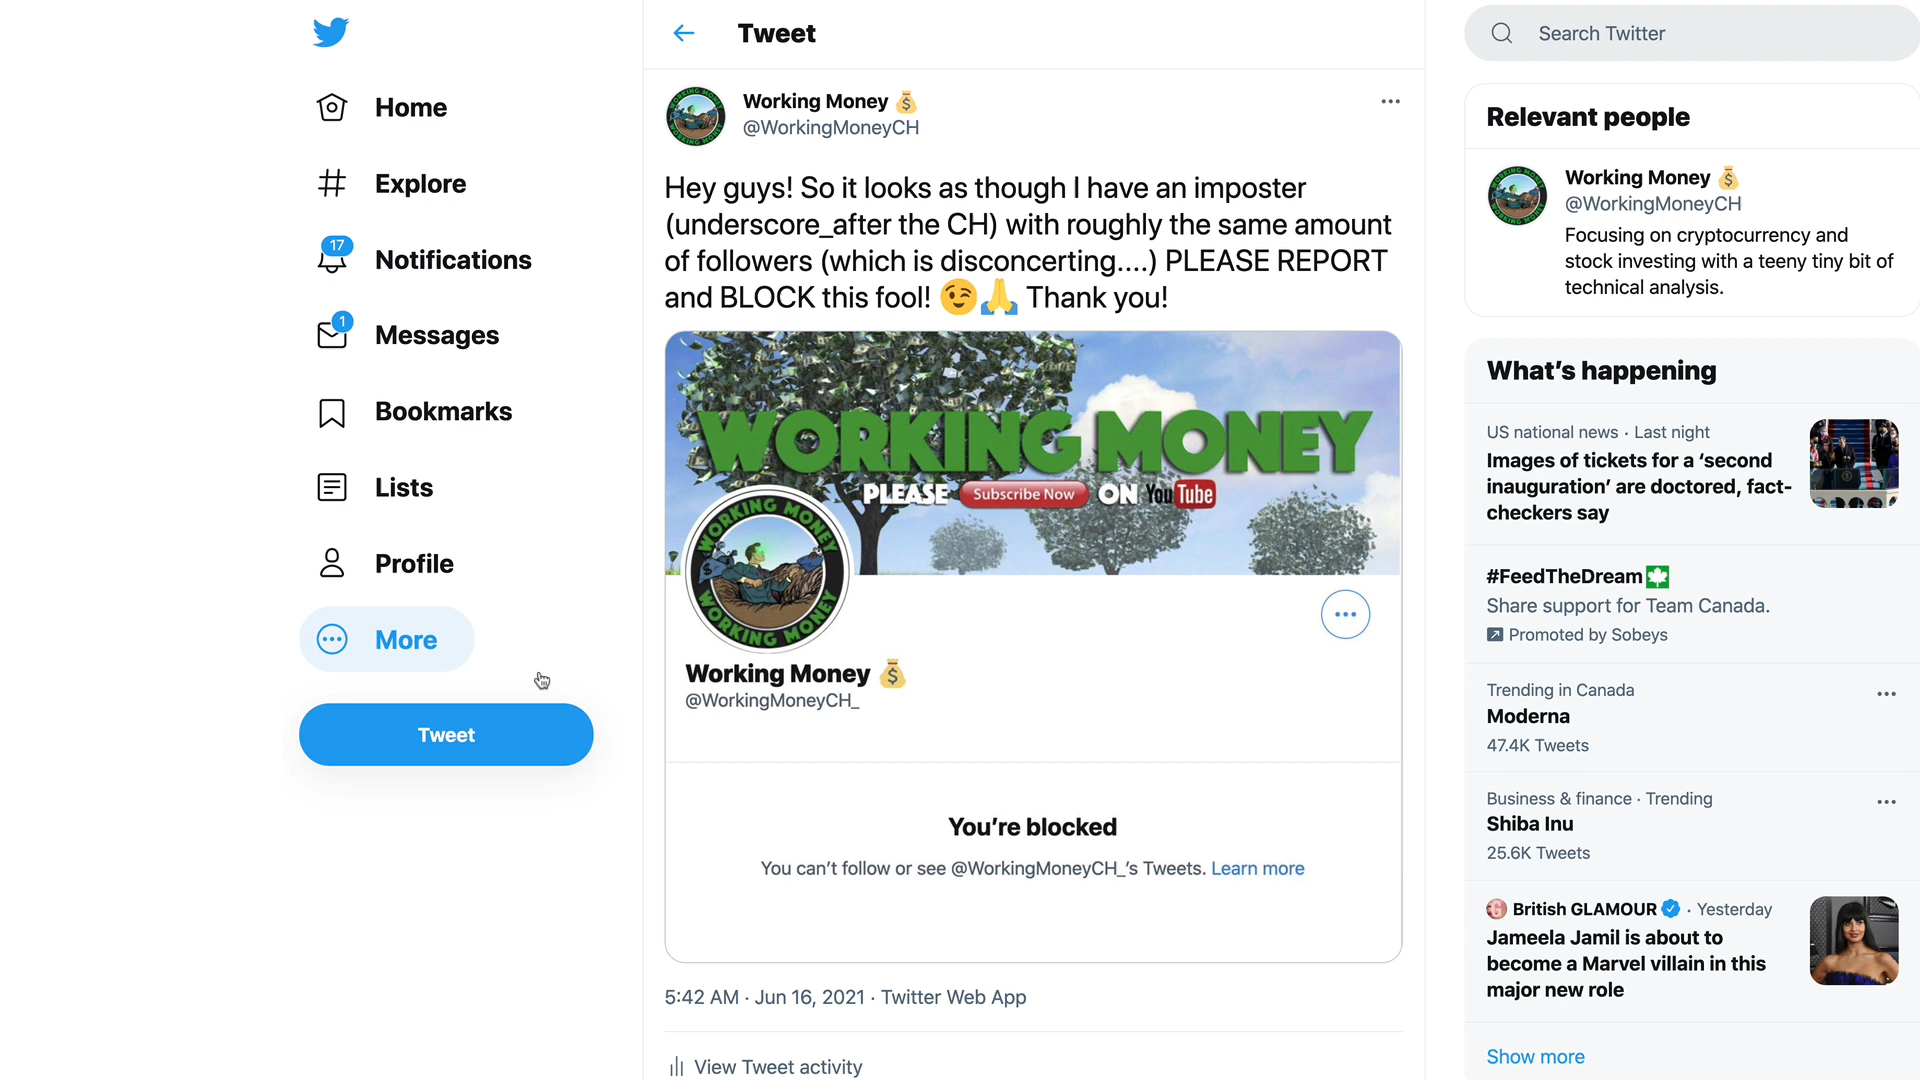 Home
Explore
17
Notifications
1
Messages
Bookmarks
Lists
Profile
More
Tweet
Tweet
Working Money
@WorkingMoneyCH
Hey guys! So it looks as though I have an imposter
(underscore_after the CH) with roughly the same amount
of followers (which is disconcerting....) PLEASE REPORT
and BLOCK this fool! 😉🙏 Thank you!
WORKING MONEY
PLEASE Subscribe Now ON YouTube
WORKING MONEY
WORKING MONEY
Working Money 💰
@WorkingMoneyCH_
You’re blocked
You can’t follow or see @WorkingMoneyCH_’s Tweets. Learn more
5:42 AM · Jun 16, 2021 · Twitter Web App
View Tweet activity
Search Twitter
Relevant people
Working Money 💰
@WorkingMoneyCH
Focusing on cryptocurrency and
stock investing with a teeny tiny bit of
technical analysis.
What’s happening
US national news · Last night
Images of tickets for a ‘second
inauguration’ are doctored, fact-
checkers say
#FeedTheDream
Share support for Team Canada.
Promoted by Sobeys
Trending in Canada
Moderna
47.4K Tweets
Business & finance · Trending
Shiba Inu
25.6K Tweets
British GLAMOUR · Yesterday
Jameela Jamil is about to
become a Marvel villain in this
major new role
Show more